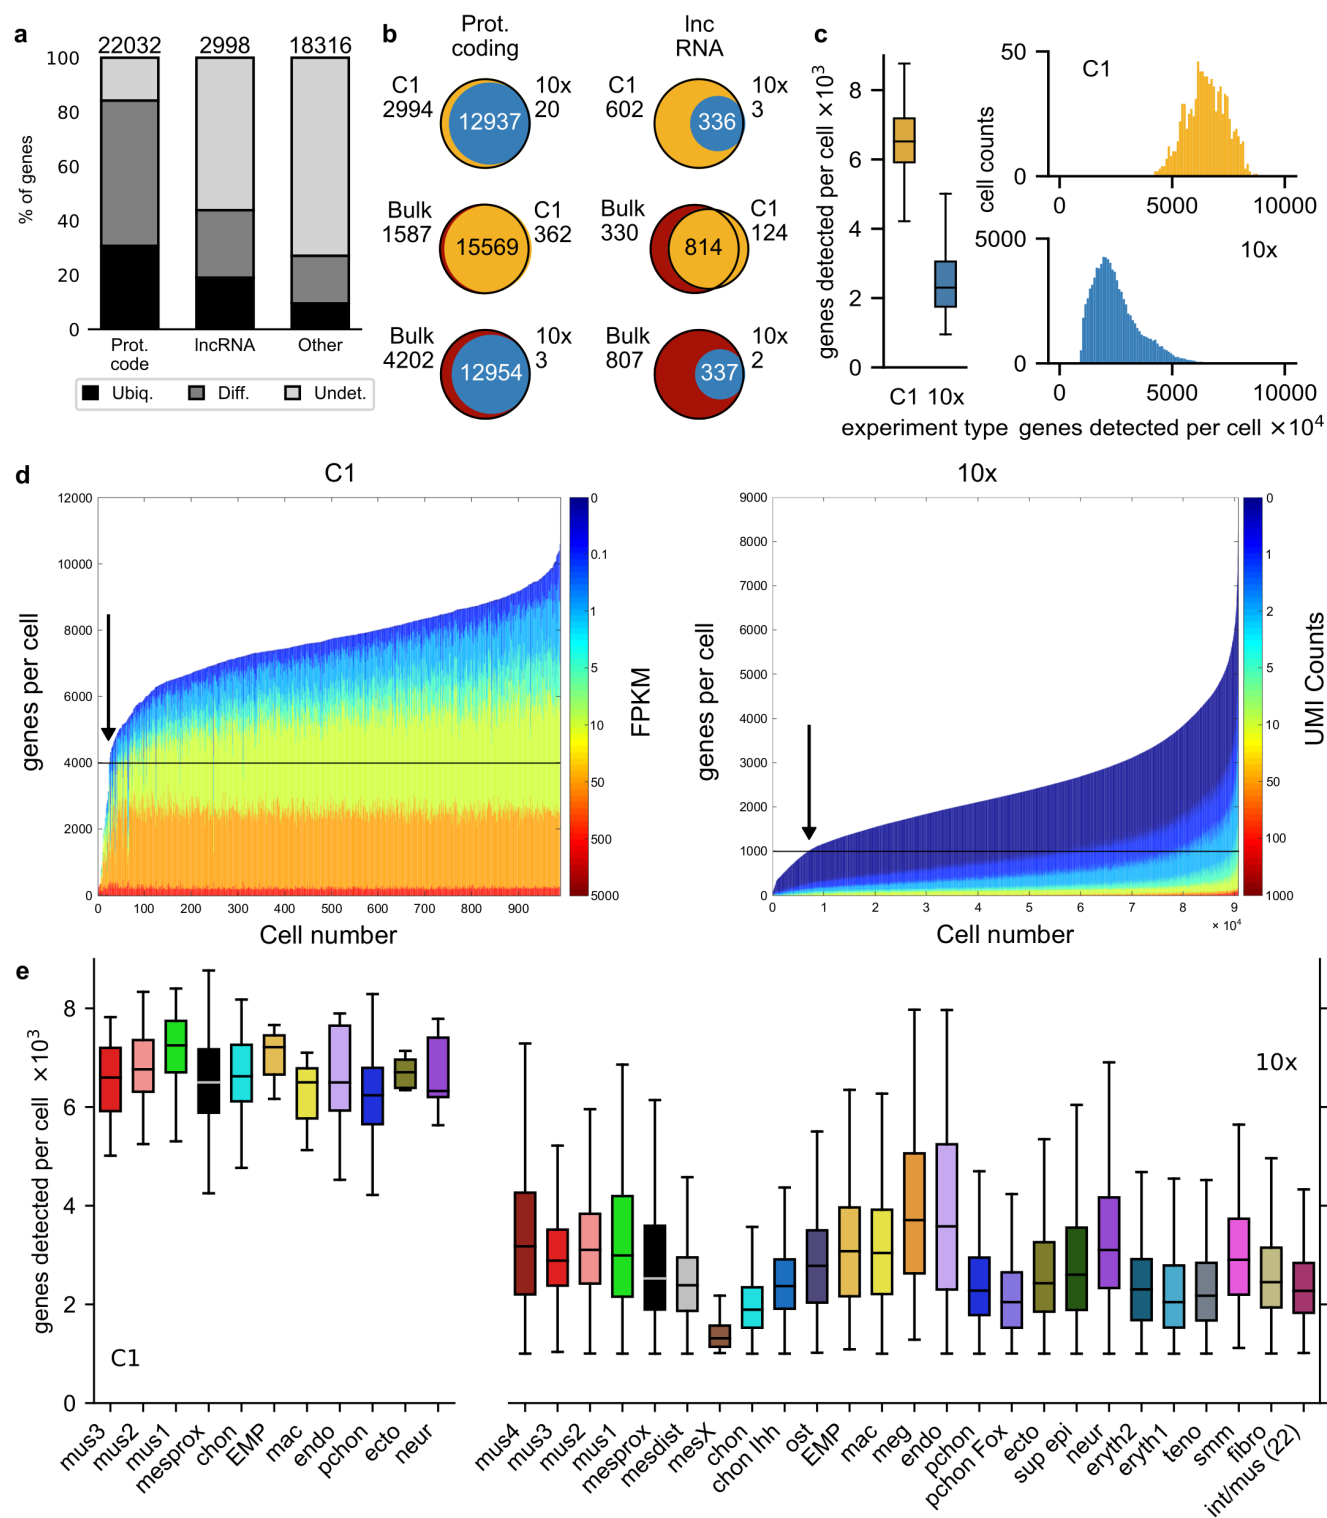 a
22032 2998 18316
100
80
60
40
20
0
% of genes
Prot.
code
lncRNA
Other
Ubiq. Diff. Undet.
b
Prot.
coding
lnc
RNA
C1
2994
12937
10x
20
C1
602
336
10x
3
Bulk
1587
15569
C1
362
Bulk
330
814
C1
124
Bulk
4202
12954
10x
3
Bulk
807
337
10x
2
c
genes detected per cell ×10³
8
6
4
2
0
C1 10x
experiment type
cell counts
50
0
C1
0 5000 10000
5000
0
10x
0 5000 10000
genes detected per cell ×10⁴
d
C1
genes per cell
12000
10000
8000
6000
4000
2000
0
0 100 200 300 400 500 600 700 800 900
Cell number
0
0.1
1
5
10
50
500
5000
FPKM
10x
genes per cell
9000
8000
7000
6000
5000
4000
3000
2000
1000
0
0 1 2 3 4 5 6 7 8 9
× 10⁴
Cell number
0
1
2
5
10
50
100
1000
UMI Counts
e
genes detected per cell ×10³
8
6
4
2
0
C1
mus3
mus2
mus1
mesprox
chon
EMP
mac
endo
pchon
ecto
neur
10x
mus4
mus3
mus2
mus1
mesprox
mesdist
mesX
chon
chon Ihh
ost
EMP
mac
meg
endo
pchon
pchon Fox
ecto
sup epi
neur
eryth2
eryth1
teno
smm
fibro
int/mus (22)